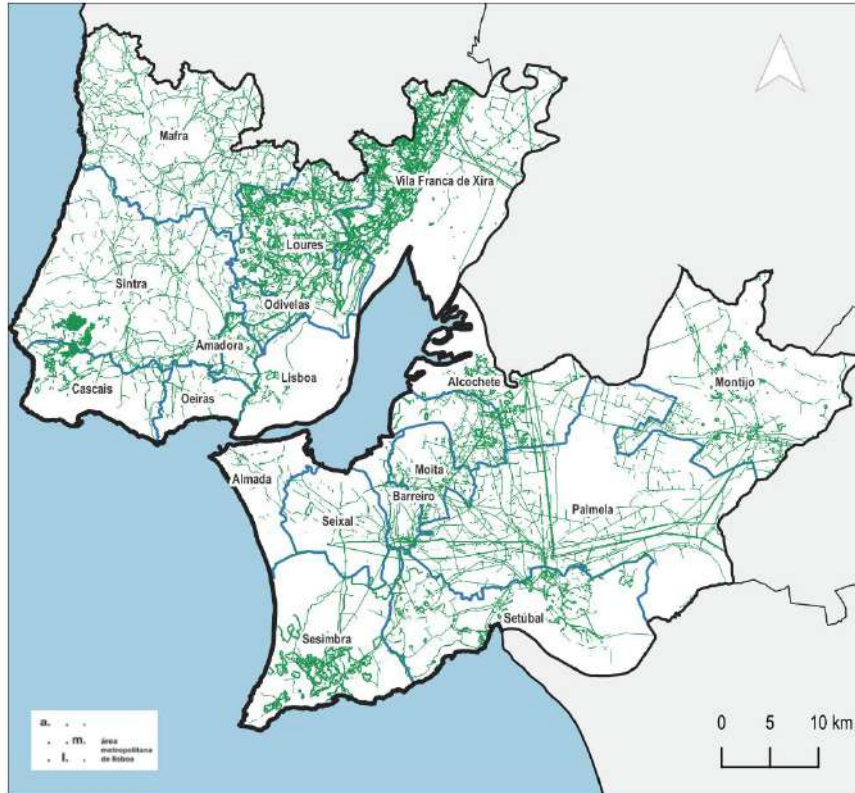 Mafra
Vila Franca de Xira
Loures
Sintra
Odivelas
Amadora
Lisboa
Cascais
Oeiras
Alcochete
Montijo
Moita
Almada
Barreiro
Seixal
Palmela
Setúbal
Sesimbra
a.
m. área
metropolitana
l. de lisboa
0 5 10 km